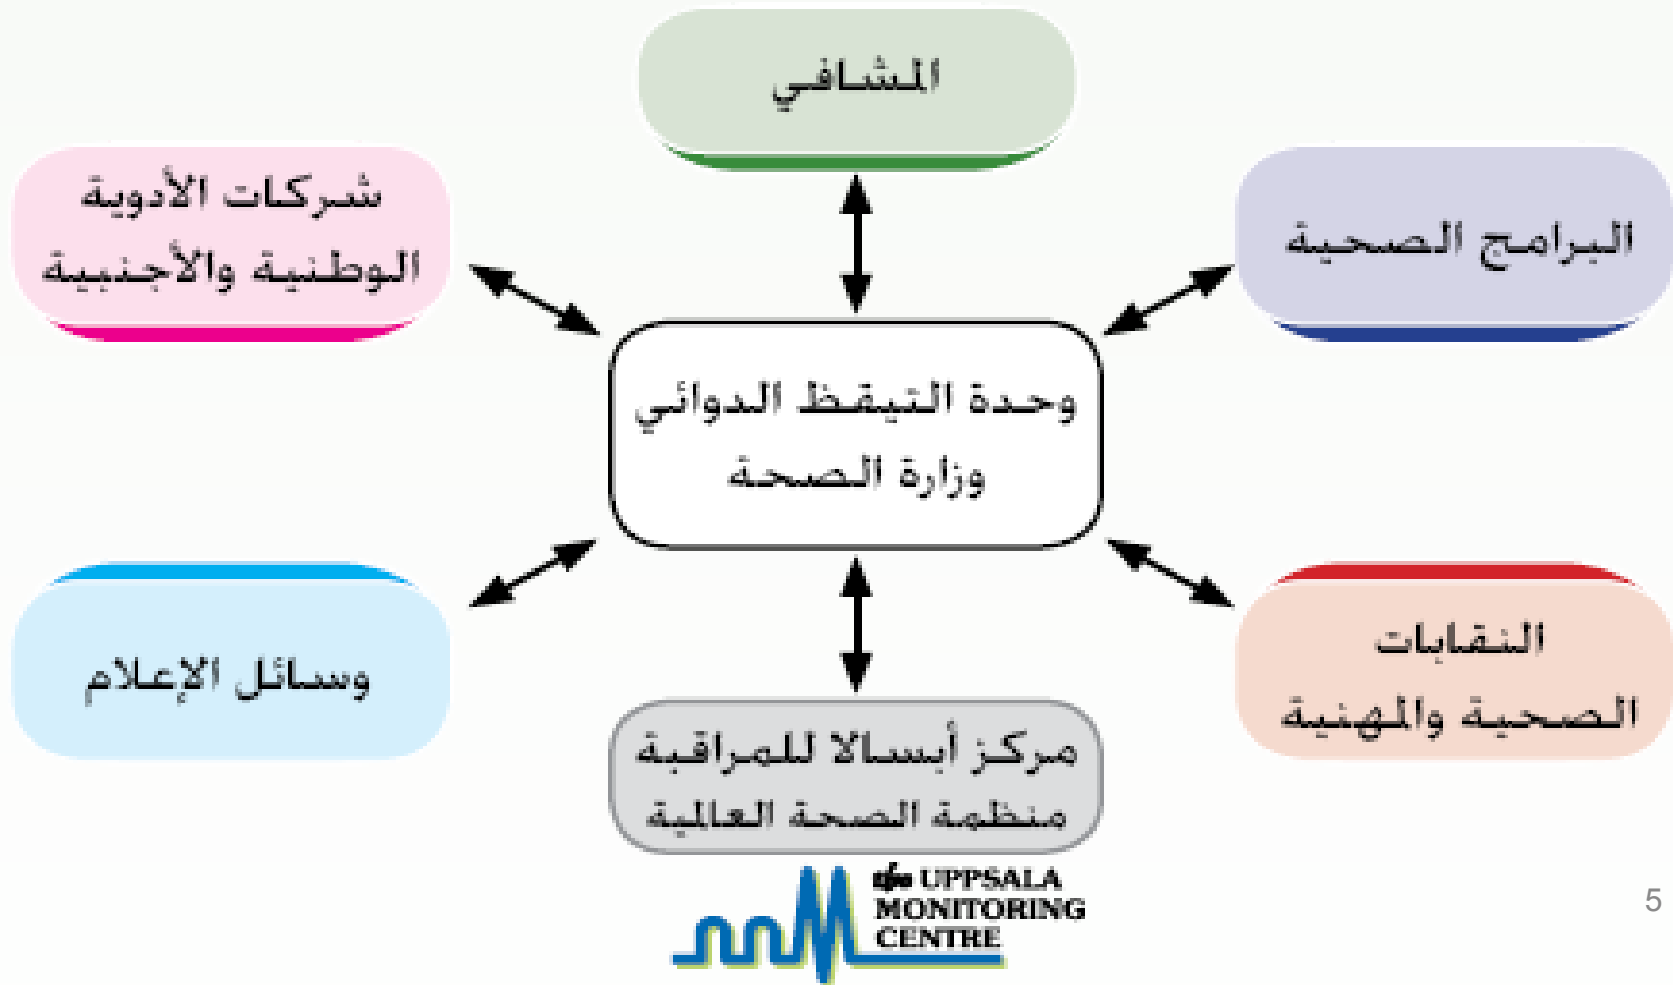 المشافي
البرامج الصحية
شركات الأدوية
الوطنية والأجنبية
وحدة التيقظ الدوائي
وزارة الصحة
النقابات
الصحية والمهنية
وسائل الإعلام
مركز أبسالا للمراقبة
منظمة الصحة العالمية
the UPPSALA
MONITORING
CENTRE
5